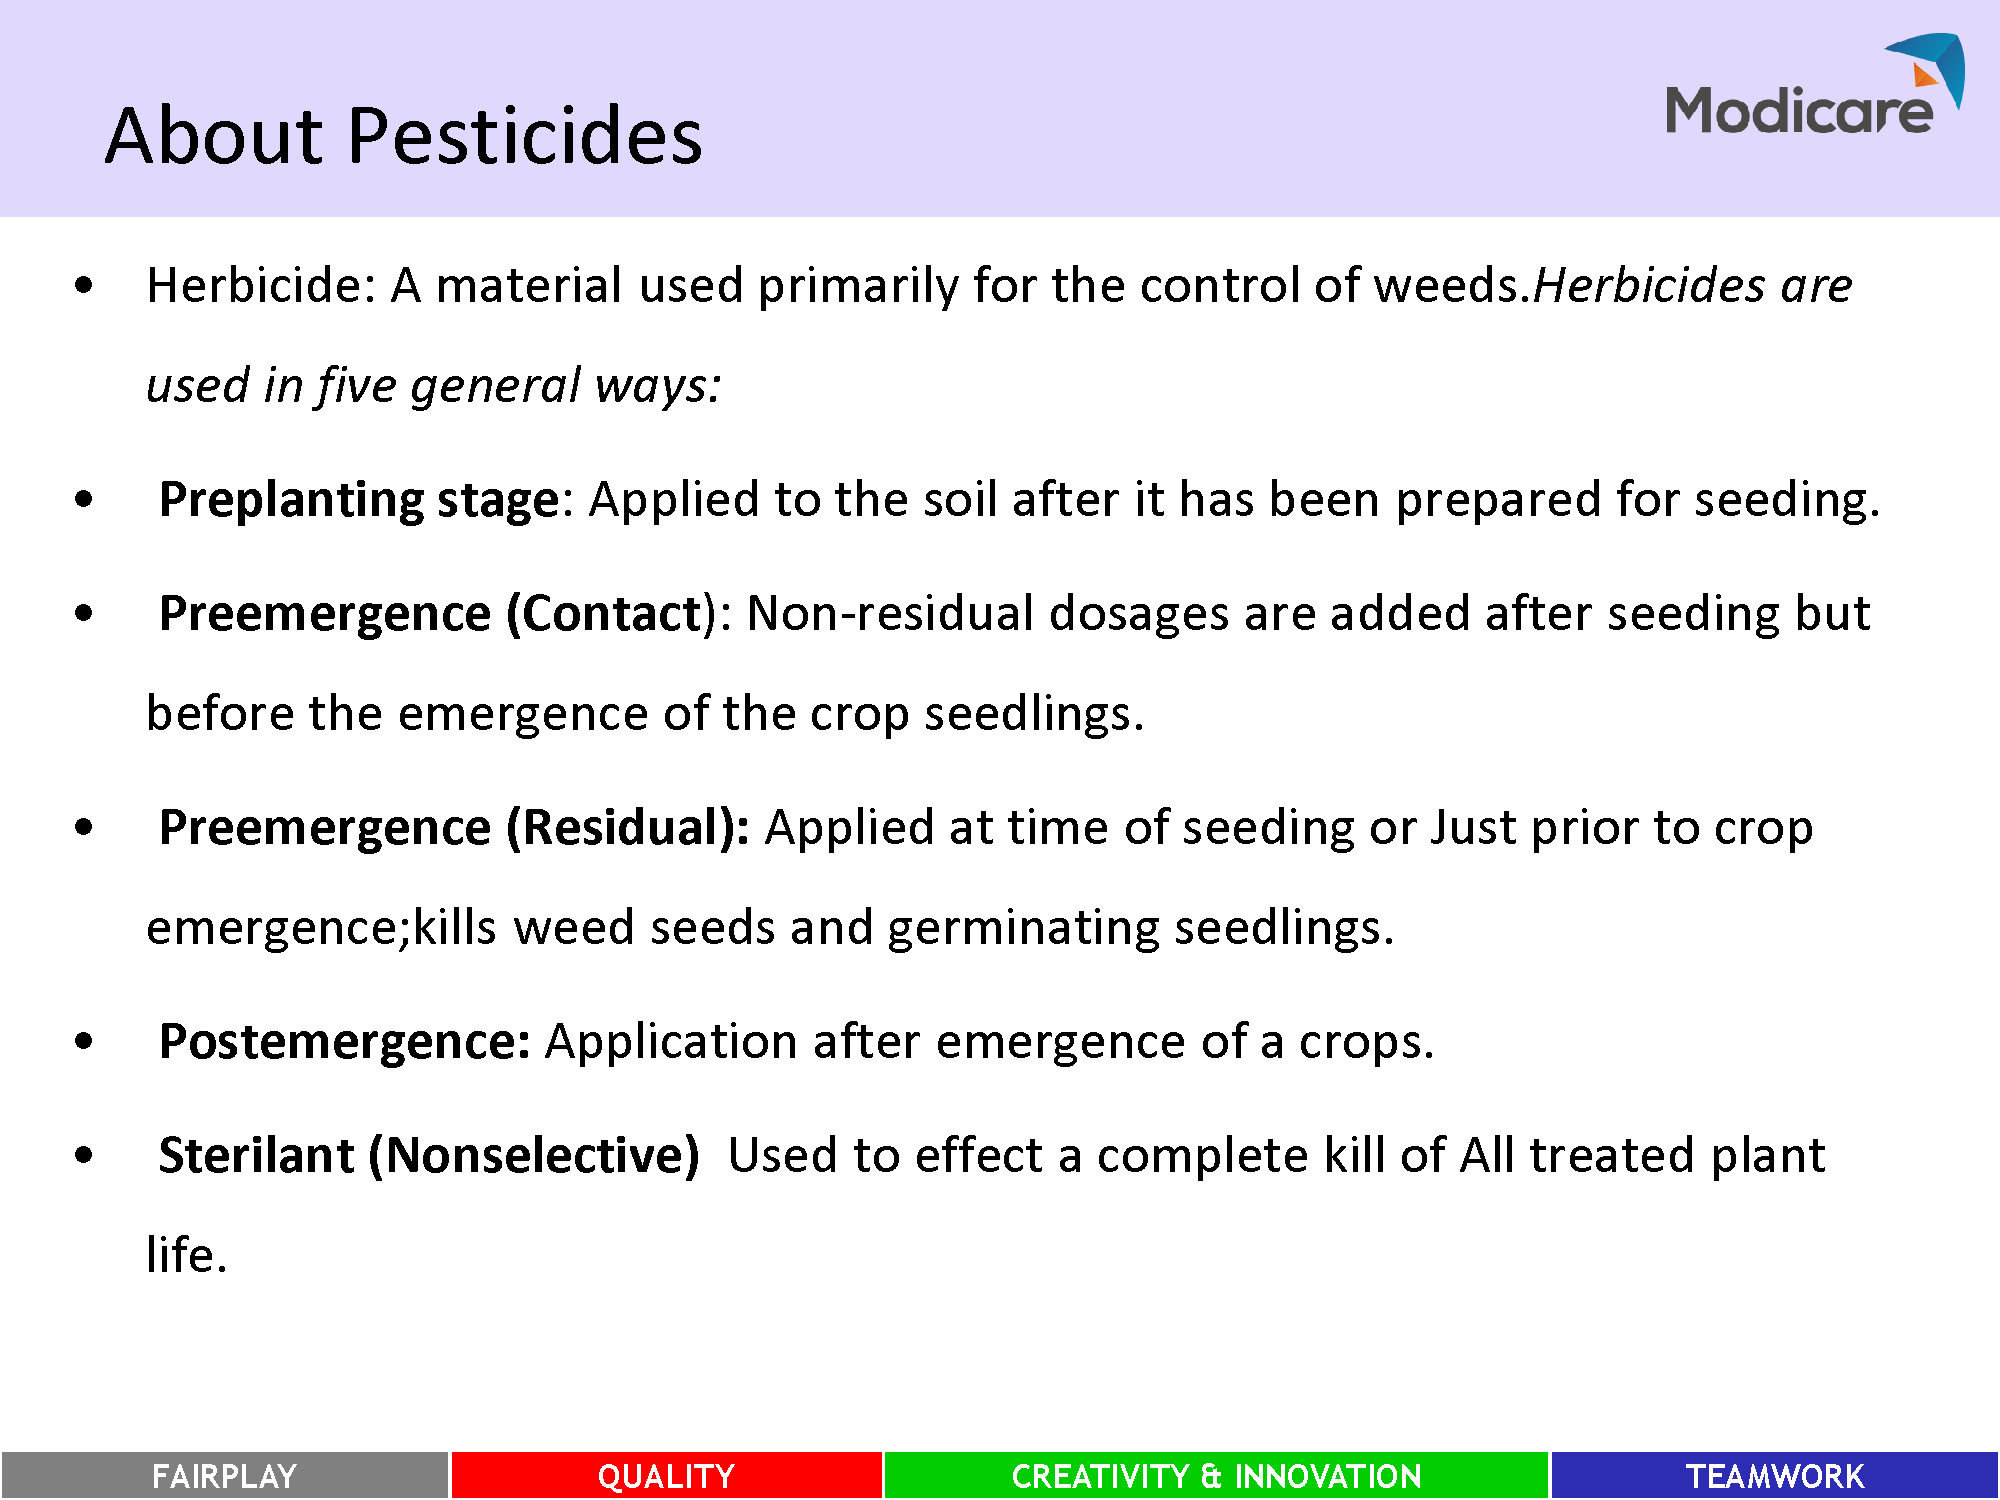 About Pesticides
Modicare
• Herbicide: A material used primarily for the control of weeds.Herbicides are
used in five general ways:
• Preplanting stage: Applied to the soil after it has been prepared for seeding.
• Preemergence (Contact): Non-residual dosages are added after seeding but
before the emergence of the crop seedlings.
• Preemergence (Residual): Applied at time of seeding or Just prior to crop
emergence;kills weed seeds and germinating seedlings.
• Postemergence: Application after emergence of a crops.
• Sterilant (Nonselective) Used to effect a complete kill of All treated plant
life.
FAIRPLAY QUALITY CREATIVITY & INNOVATION TEAMWORK